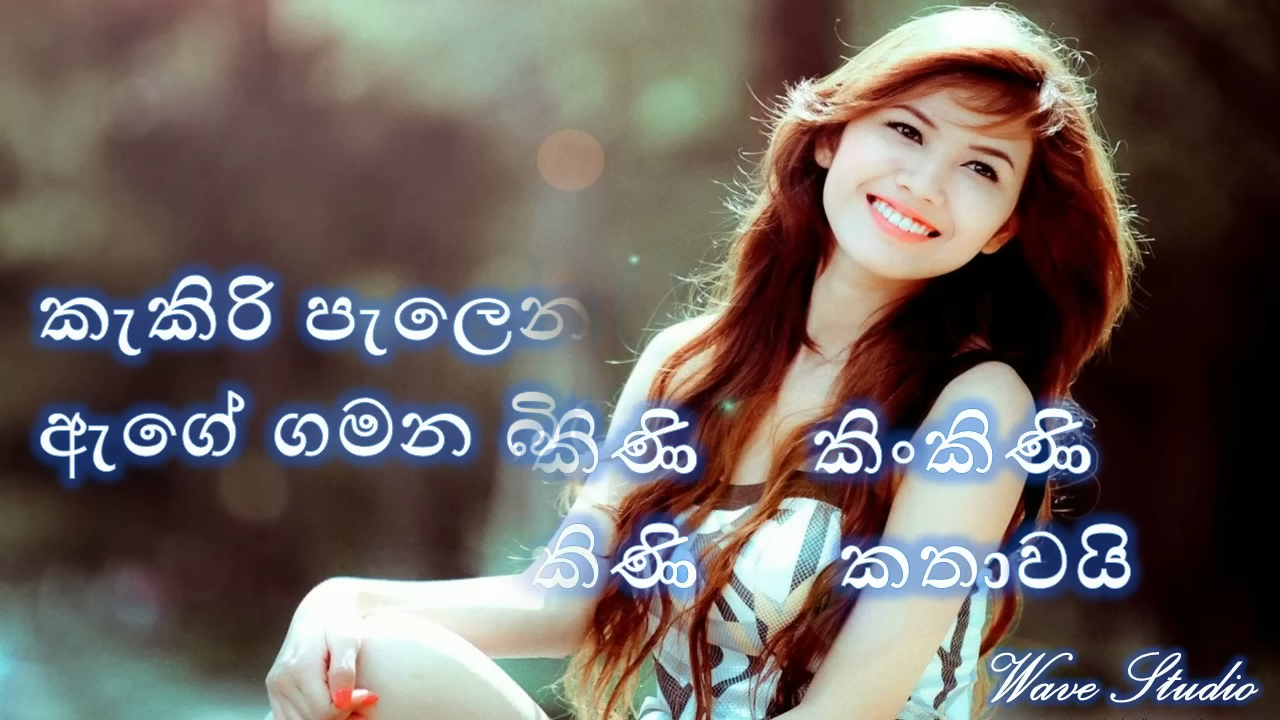 කැකිරි පැලෙන
ඇගේ ගමන
කිණි කිංකිණි
කිණි කතාවයි
Wave Studio